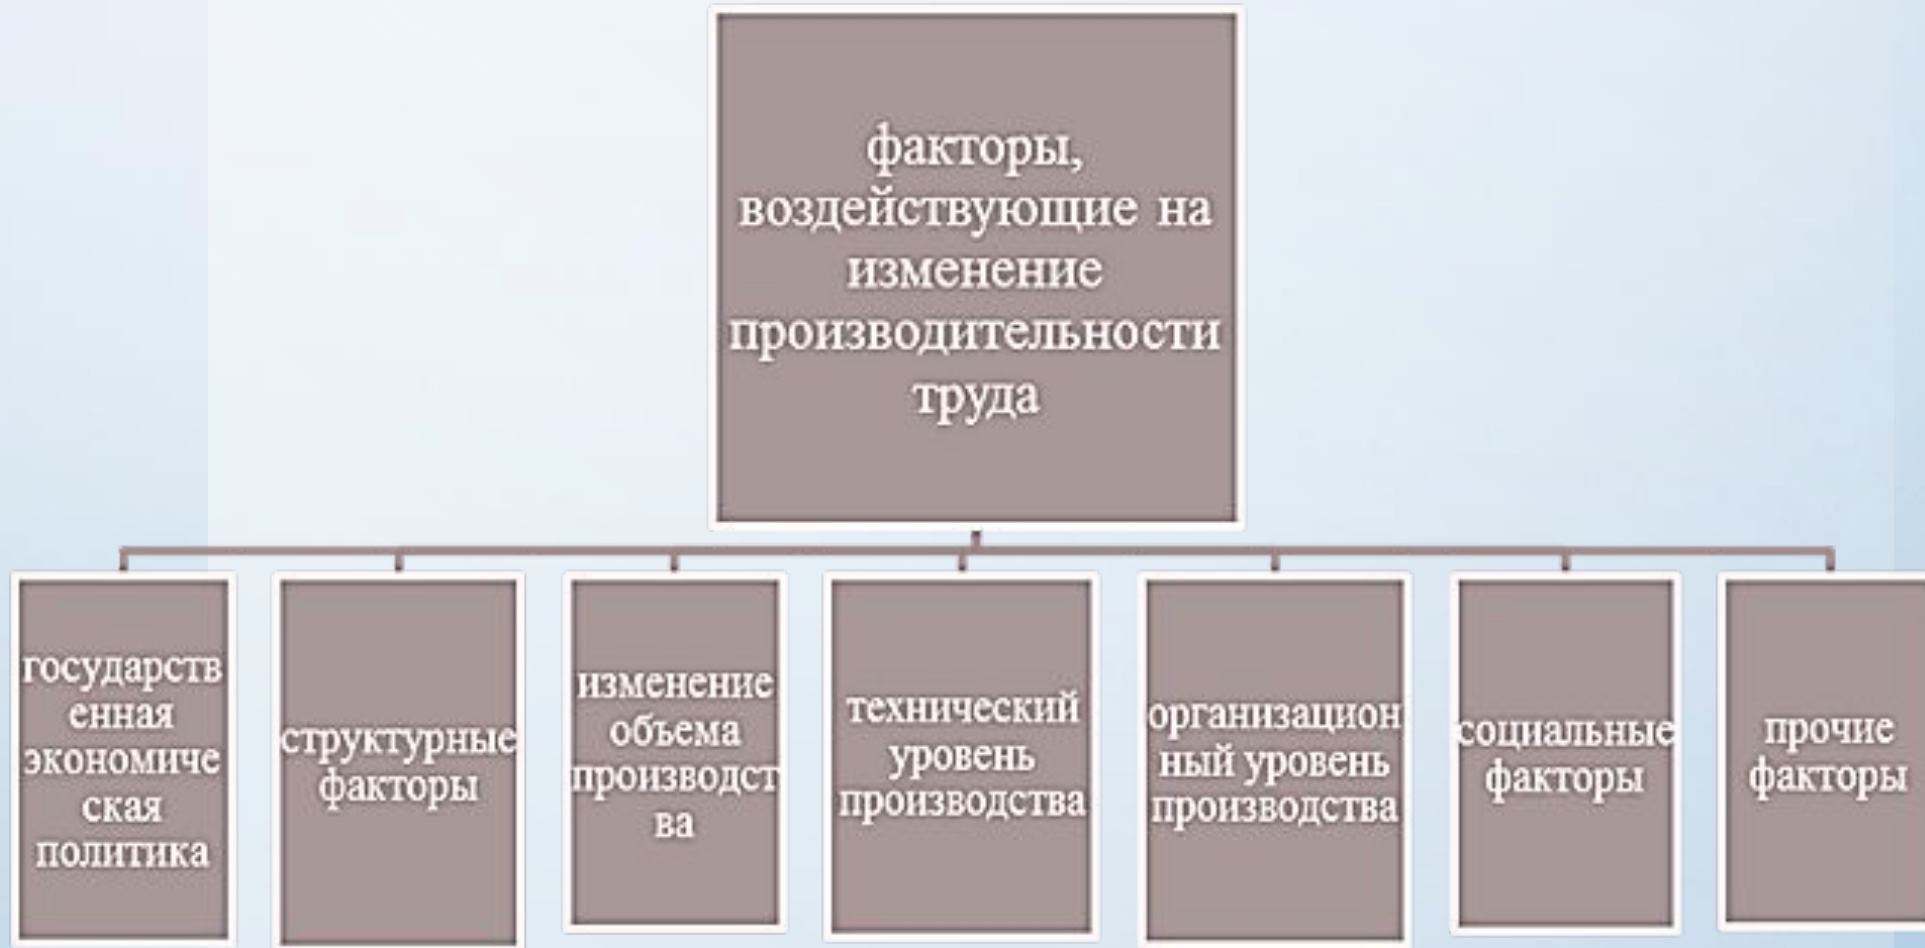 факторы,
воздействующие на
изменение
производительности
труда
государств
енная
экономиче
ская
политика
структурные
факторы
изменение
объема
производст
ва
технический
уровень
производства
организацион
ный уровень
производства
социальные
факторы
прочие
факторы